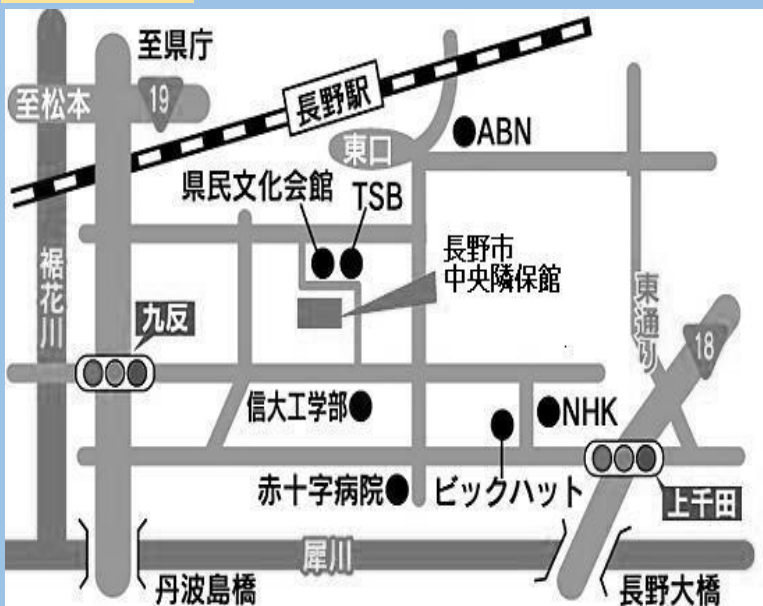 至県庁
19
至松本
長野駅
東口
ABN
県民文化会館
TSB
長野市
中央隣保館
裾花川
九反
東通り
18
信大工学部
NHK
赤十字病院
ビックハット
上千田
犀川
丹波島橋
長野大橋